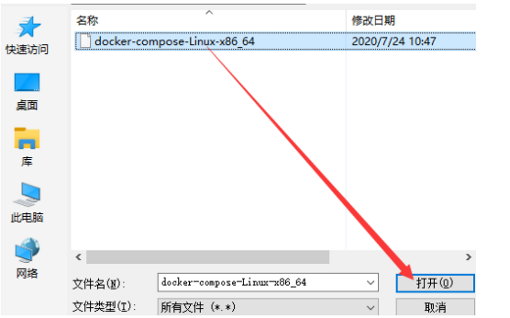 名称 修改日期
docker-compose-Linux-x86_64 2020/7/24 10:47
快速访问
桌面
库
此电脑
网络
文件名(N): docker-compose-Linux-x86_64 打开(O)
文件类型(T): 所有文件 (*.*) 取消